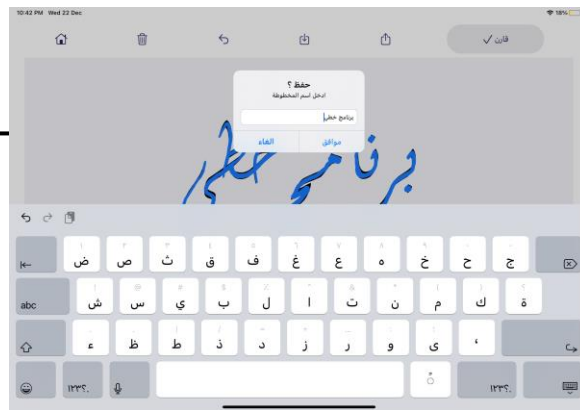 10:42 PM Wed 22 Dec
18%
قارن
حفظ ؟
ادخل اسم المخطوطة
برنامج خطي
موافق
الغاء
برنامج خطي
ض ص ث ق ف غ ع ه خ ح ج
abc
ش س ي ب ل ا ت ن م ك ة
ء ظ ط ذ د ز ر و ى
.؟١٢٣
.؟١٢٣